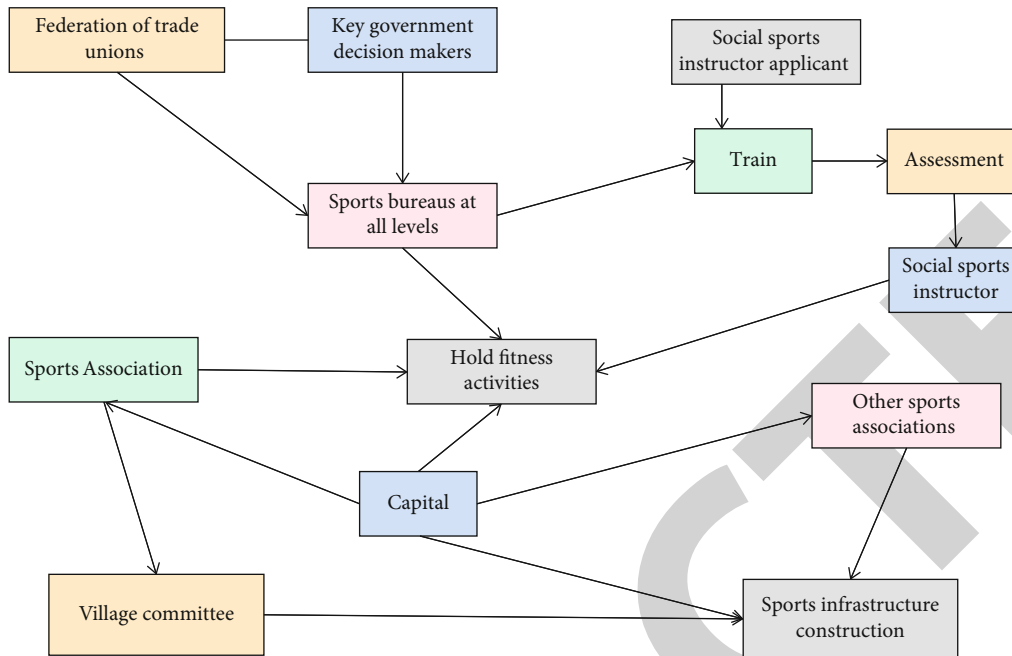 Federation of trade
unions
Key government
decision makers
Social sports
instructor applicant
Train
Assessment
Sports bureaus at
all levels
Social sports
instructor
Sports Association
Hold fitness
activities
Other sports
associations
Capital
Village committee
Sports infrastructure
construction